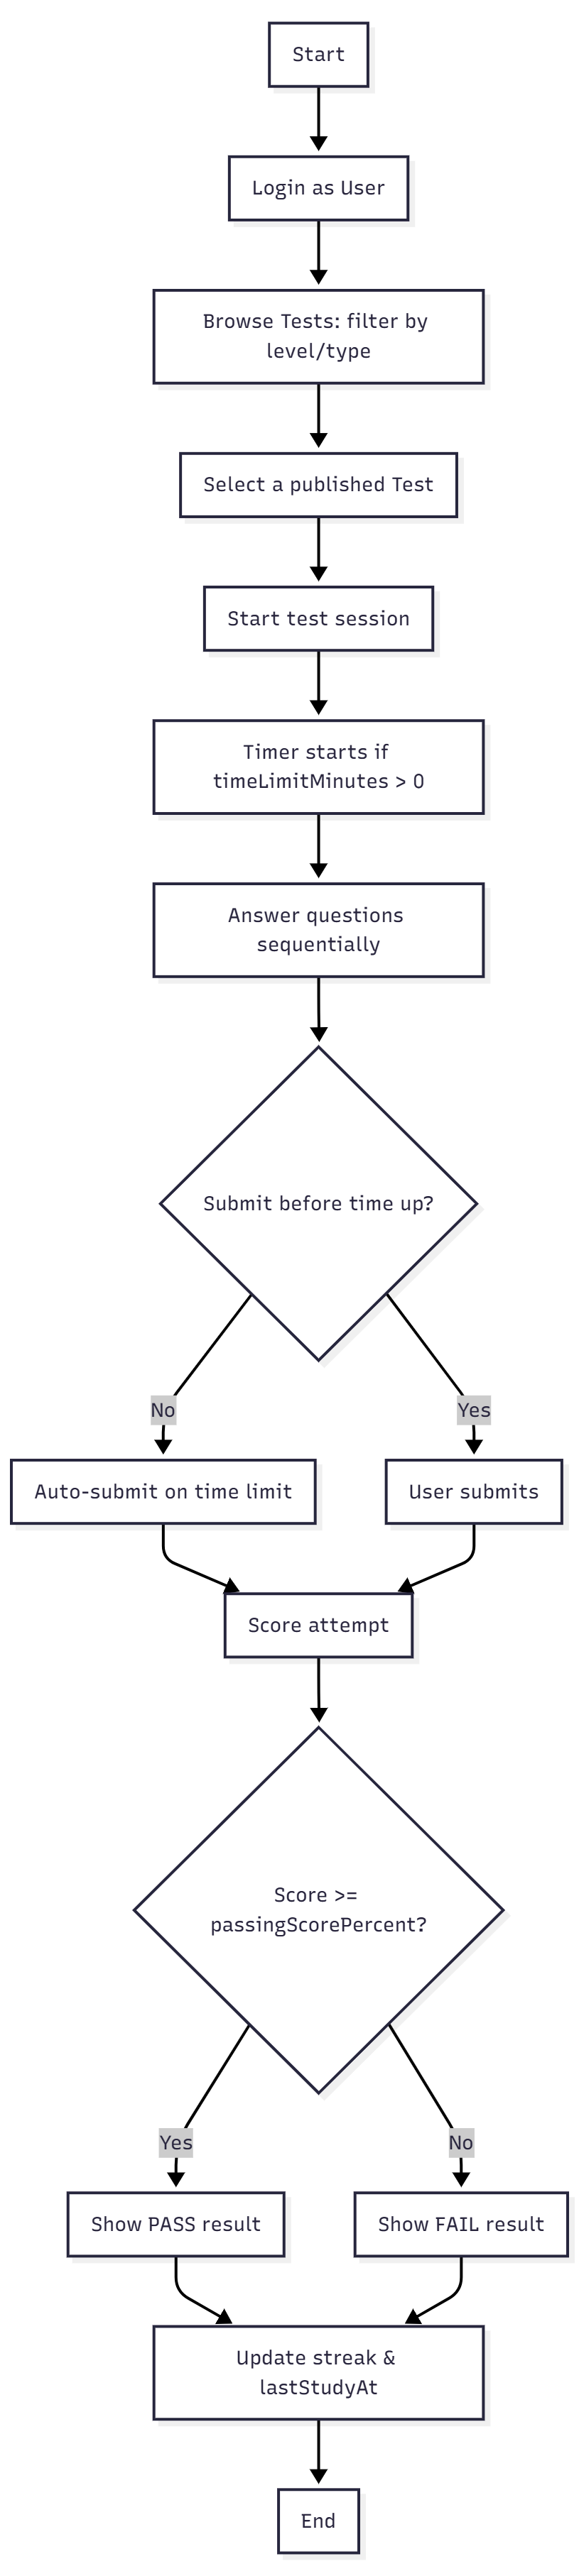 Start
Login as User
Browse Tests: filter by
level/type
Select a published Test
Start test session
Timer starts if
timeLimitMinutes > 0
Answer questions
sequentially
Submit before time up?
No
Yes
Auto-submit on time limit
User submits
Score attempt
Score >=
passingScorePercent?
Yes
No
Show PASS result
Show FAIL result
Update streak &
lastStudyAt
End